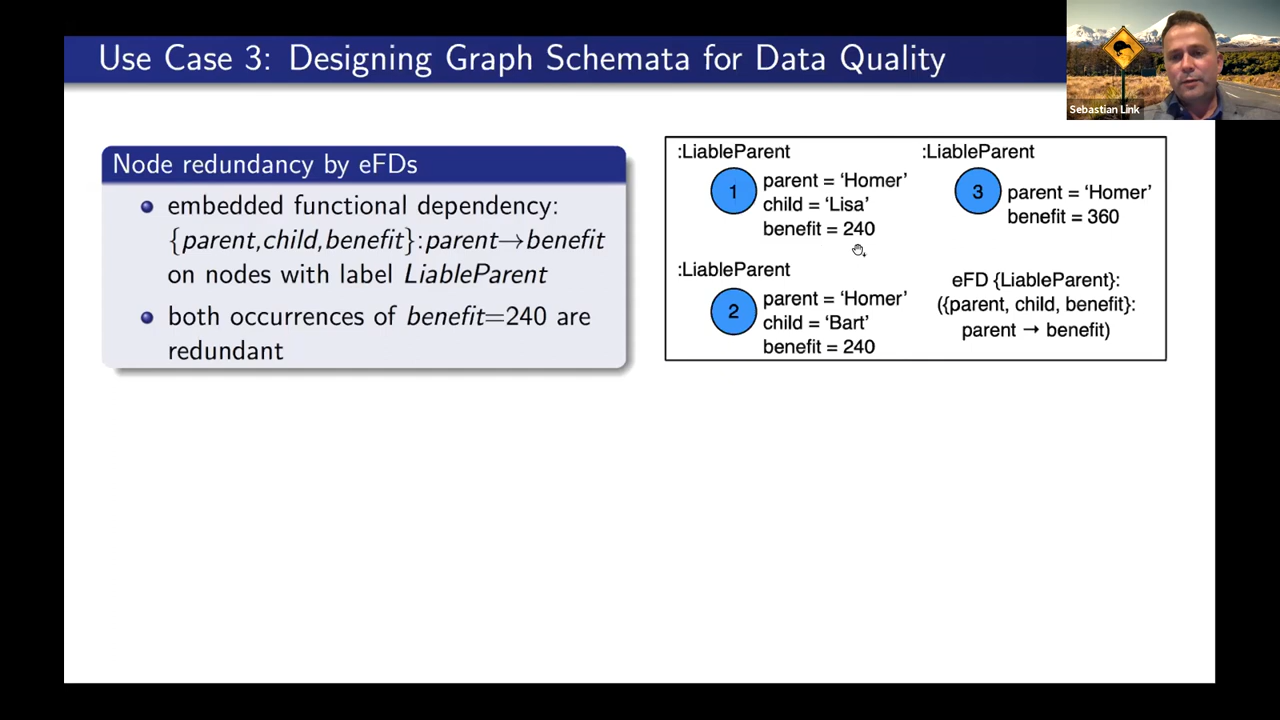 Use Case 3: Designing Graph Schemata for Data Quality
Sebastian Link
Node redundancy by eFDs
embedded functional dependency:
{parent,child,benefit}:parent→benefit
on nodes with label LiableParent
both occurrences of benefit=240 are
redundant
:LiableParent
1
parent = ‘Homer’
child = ‘Lisa’
benefit = 240
:LiableParent
3
parent = ‘Homer’
benefit = 360
:LiableParent
2
parent = ‘Homer’
child = ‘Bart’
benefit = 240
eFD {LiableParent}:
({parent, child, benefit}:
parent → benefit)